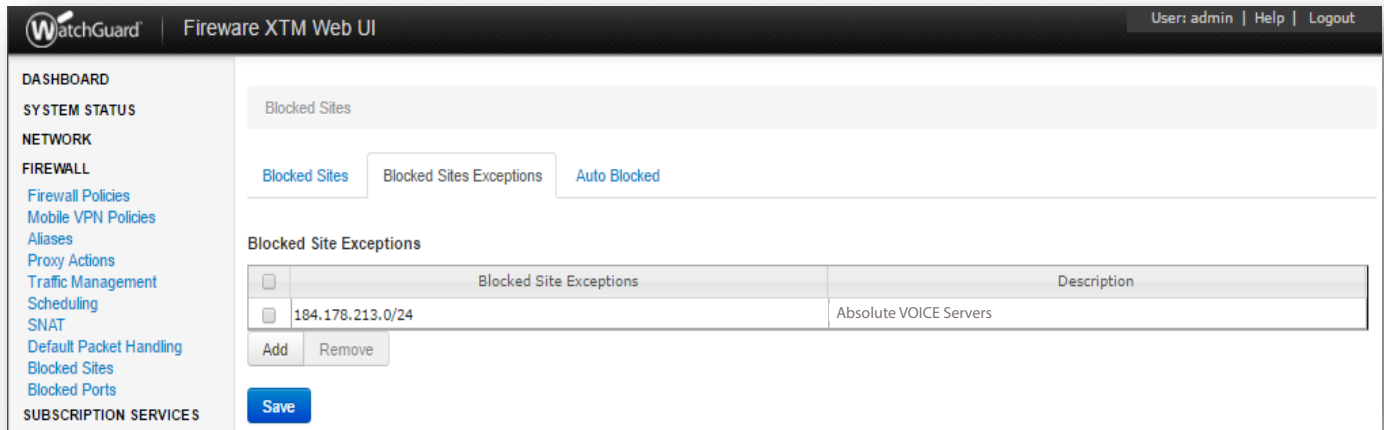 WatchGuard Fireware XTM Web UI User: admin | Help | Logout
DASHBOARD
SYSTEM STATUS
NETWORK
FIREWALL
Firewall Policies
Mobile VPN Policies
Aliases
Proxy Actions
Traffic Management
Scheduling
SNAT
Default Packet Handling
Blocked Sites
Blocked Ports
SUBSCRIPTION SERVICES
Blocked Sites
Blocked Sites Blocked Sites Exceptions Auto Blocked
Blocked Site Exceptions
Blocked Site Exceptions Description
184.178.213.0/24 Absolute VOICE Servers
Add Remove
Save